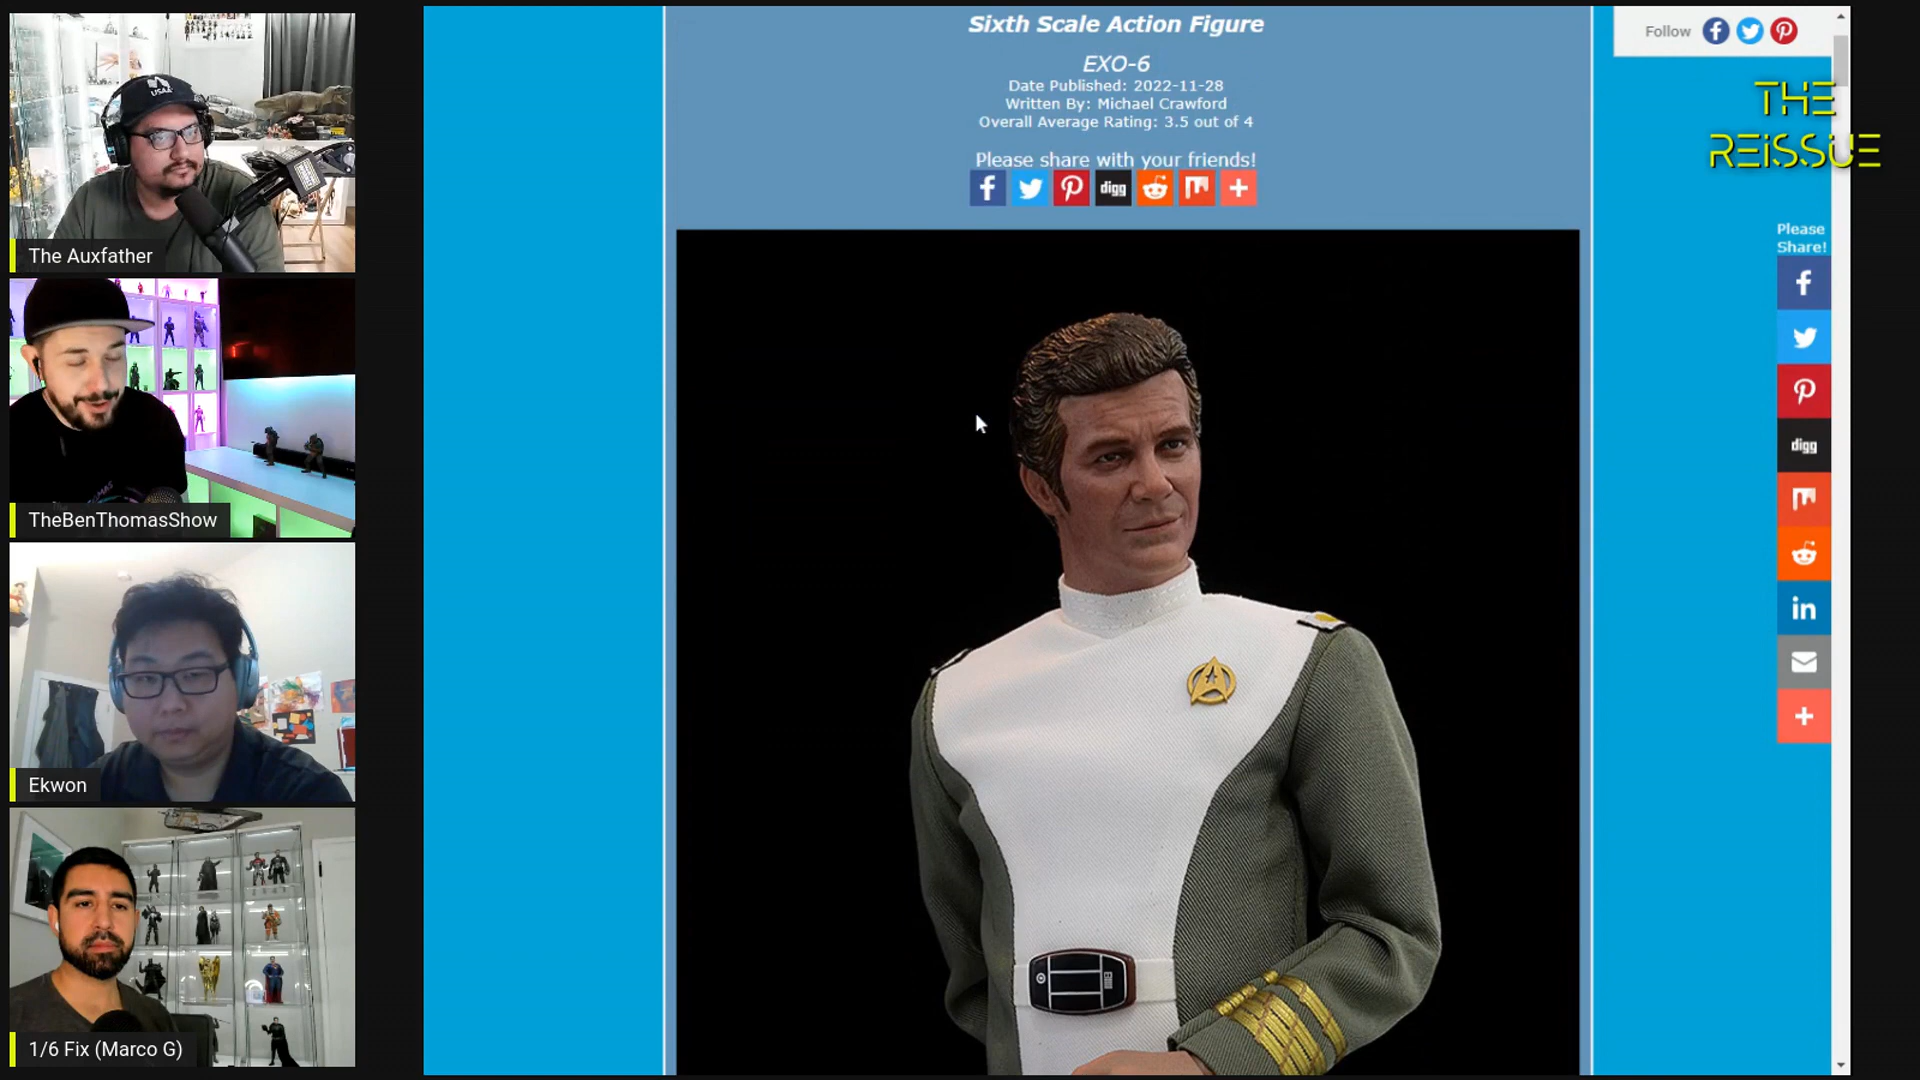 USAA
The Auxfather
TheBenThomasShow
Ekwon
1/6 Fix (Marco G)
Sixth Scale Action Figure
EXO-6
Date Published: 2022-11-28
Written By: Michael Crawford
Overall Average Rating: 3.5 out of 4
Please share with your friends!
digg
Follow
THE
REISSUE
Please
Share!
digg
in